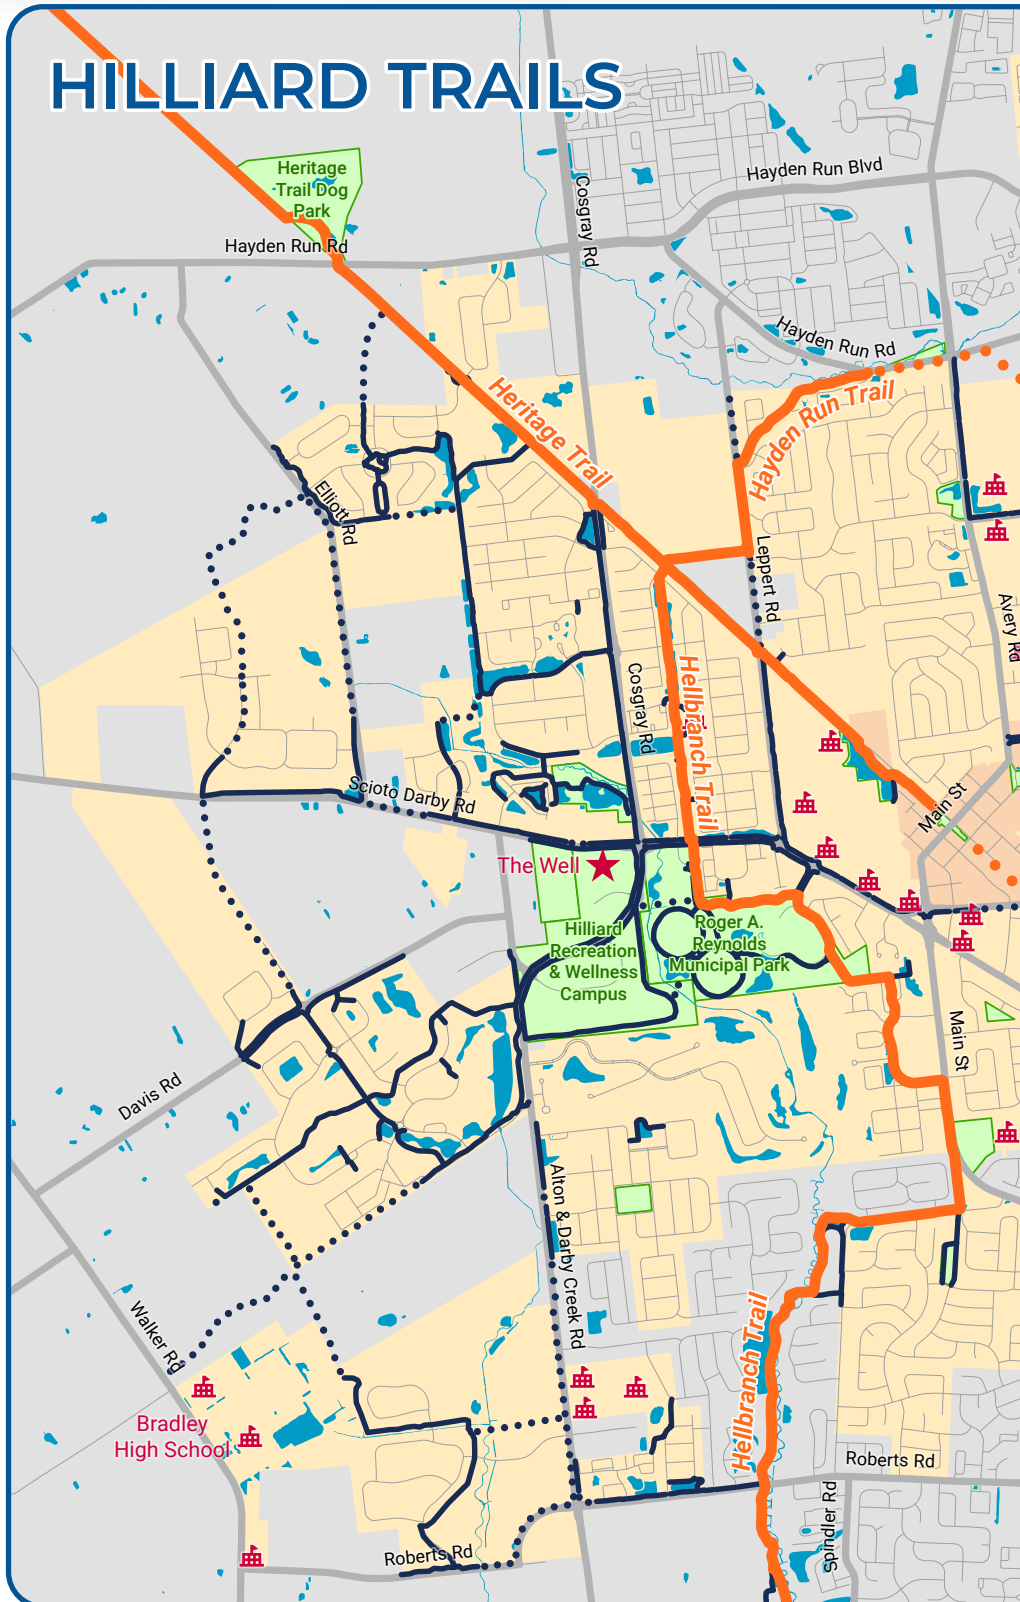 HILLIARD TRAILS
Heritage
Trail Dog
Park
Hayden Run Rd
Cosgray Rd
Hayden Run Blvd
Hayden Run Rd
Hayden Run Trail
Heritage Trail
Elliott Rd
Leppert Rd
Avery Rd
Cosgray Rd
Hellbranch Trail
Scioto Darby Rd
Main St
The Well
Hilliard
Recreation
& Wellness
Campus
Roger A.
Reynolds
Municipal Park
Main St
Davis Rd
Alton & Darby Creek Rd
Walker Rd
Hellbranch Trail
Bradley
High School
Roberts Rd
Spindler Rd
Roberts Rd